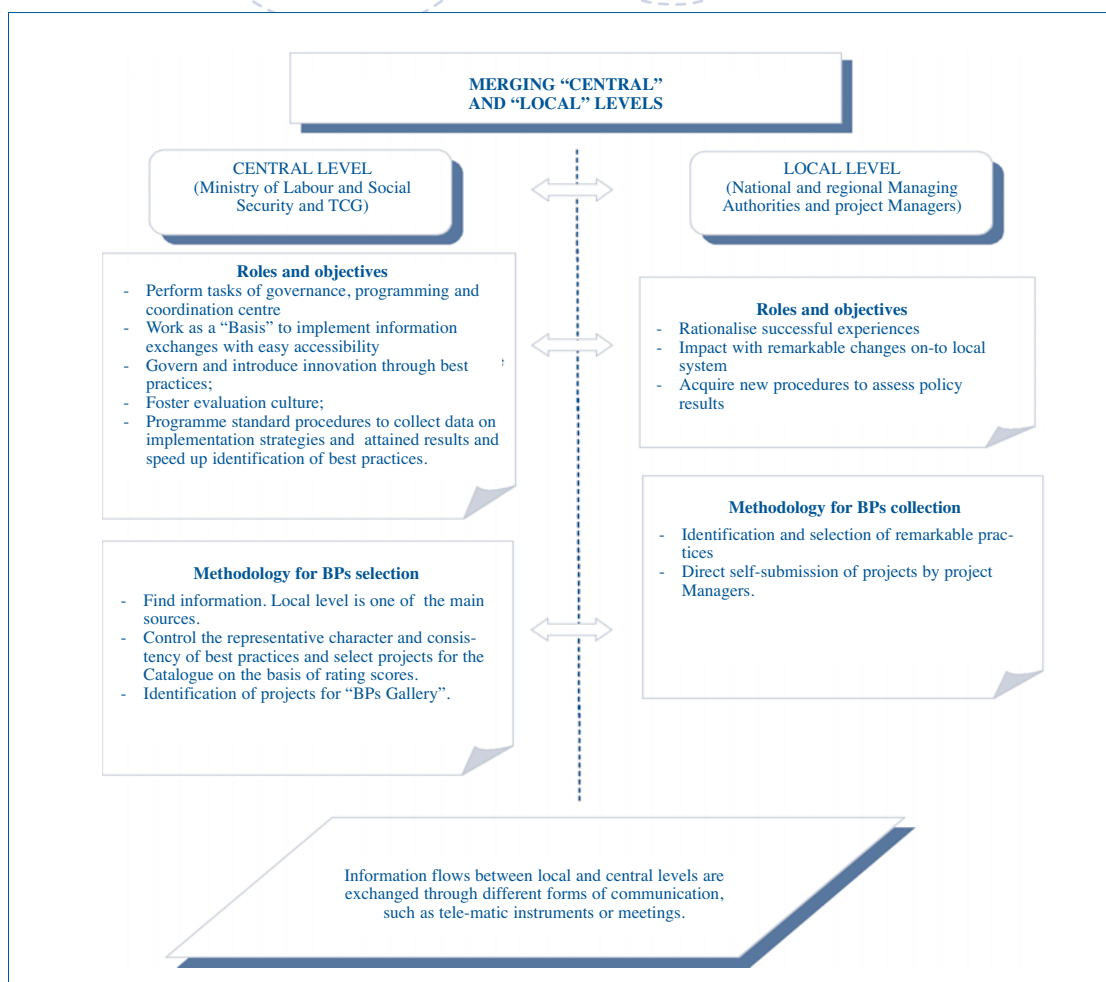 MERGING “CENTRAL”
AND “LOCAL” LEVELS
CENTRAL LEVEL
(Ministry of Labour and Social
Security and TCG)
LOCAL LEVEL
(National and regional Managing
Authorities and project Managers)
Roles and objectives
- Perform tasks of governance, programming and
coordination centre
- Work as a “Basis” to implement information
exchanges with easy accessibility
- Govern and introduce innovation through best
practices;
- Foster evaluation culture;
- Programme standard procedures to collect data on
implementation strategies and attained results and
speed up identification of best practices.
Roles and objectives
- Rationalise successful experiences
- Impact with remarkable changes on-to local
system
- Acquire new procedures to assess policy
results
Methodology for BPs selection
- Find information. Local level is one of the main
sources.
- Control the representative character and consis-
tency of best practices and select projects for the
Catalogue on the basis of rating scores.
- Identification of projects for “BPs Gallery”.
Methodology for BPs collection
- Identification and selection of remarkable prac-
tices
- Direct self-submission of projects by project
Managers.
Information flows between local and central levels are
exchanged through different forms of communication,
such as tele-matic instruments or meetings.